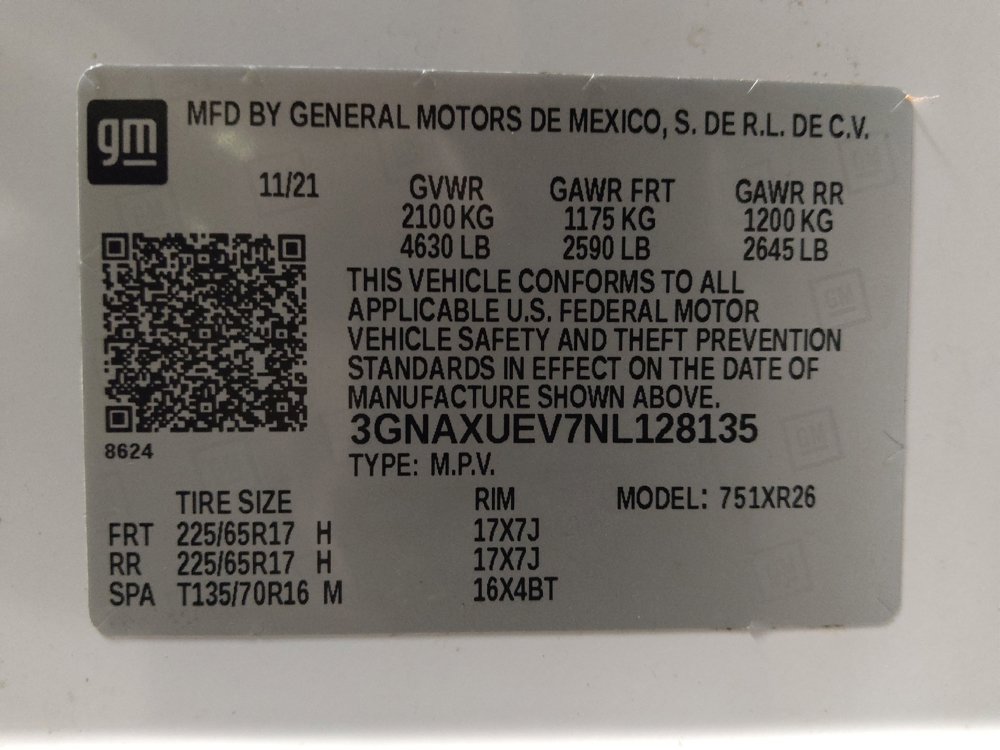 gm MFD BY GENERAL MOTORS DE MEXICO, S. DE R.L. DE C.V.
11/21 GVWR GAWR FRT GAWR RR
2100 KG 1175 KG 1200 KG
4630 LB 2590 LB 2645 LB
THIS VEHICLE CONFORMS TO ALL
APPLICABLE U.S. FEDERAL MOTOR
VEHICLE SAFETY AND THEFT PREVENTION
STANDARDS IN EFFECT ON THE DATE OF
MANUFACTURE SHOWN ABOVE.
3GNAXUEV7NL128135
8624
TYPE: M.P.V.
TIRE SIZE RIM MODEL: 751XR26
FRT 225/65R17 H 17X7J
RR 225/65R17 H 17X7J
SPA T135/70R16 M 16X4BT